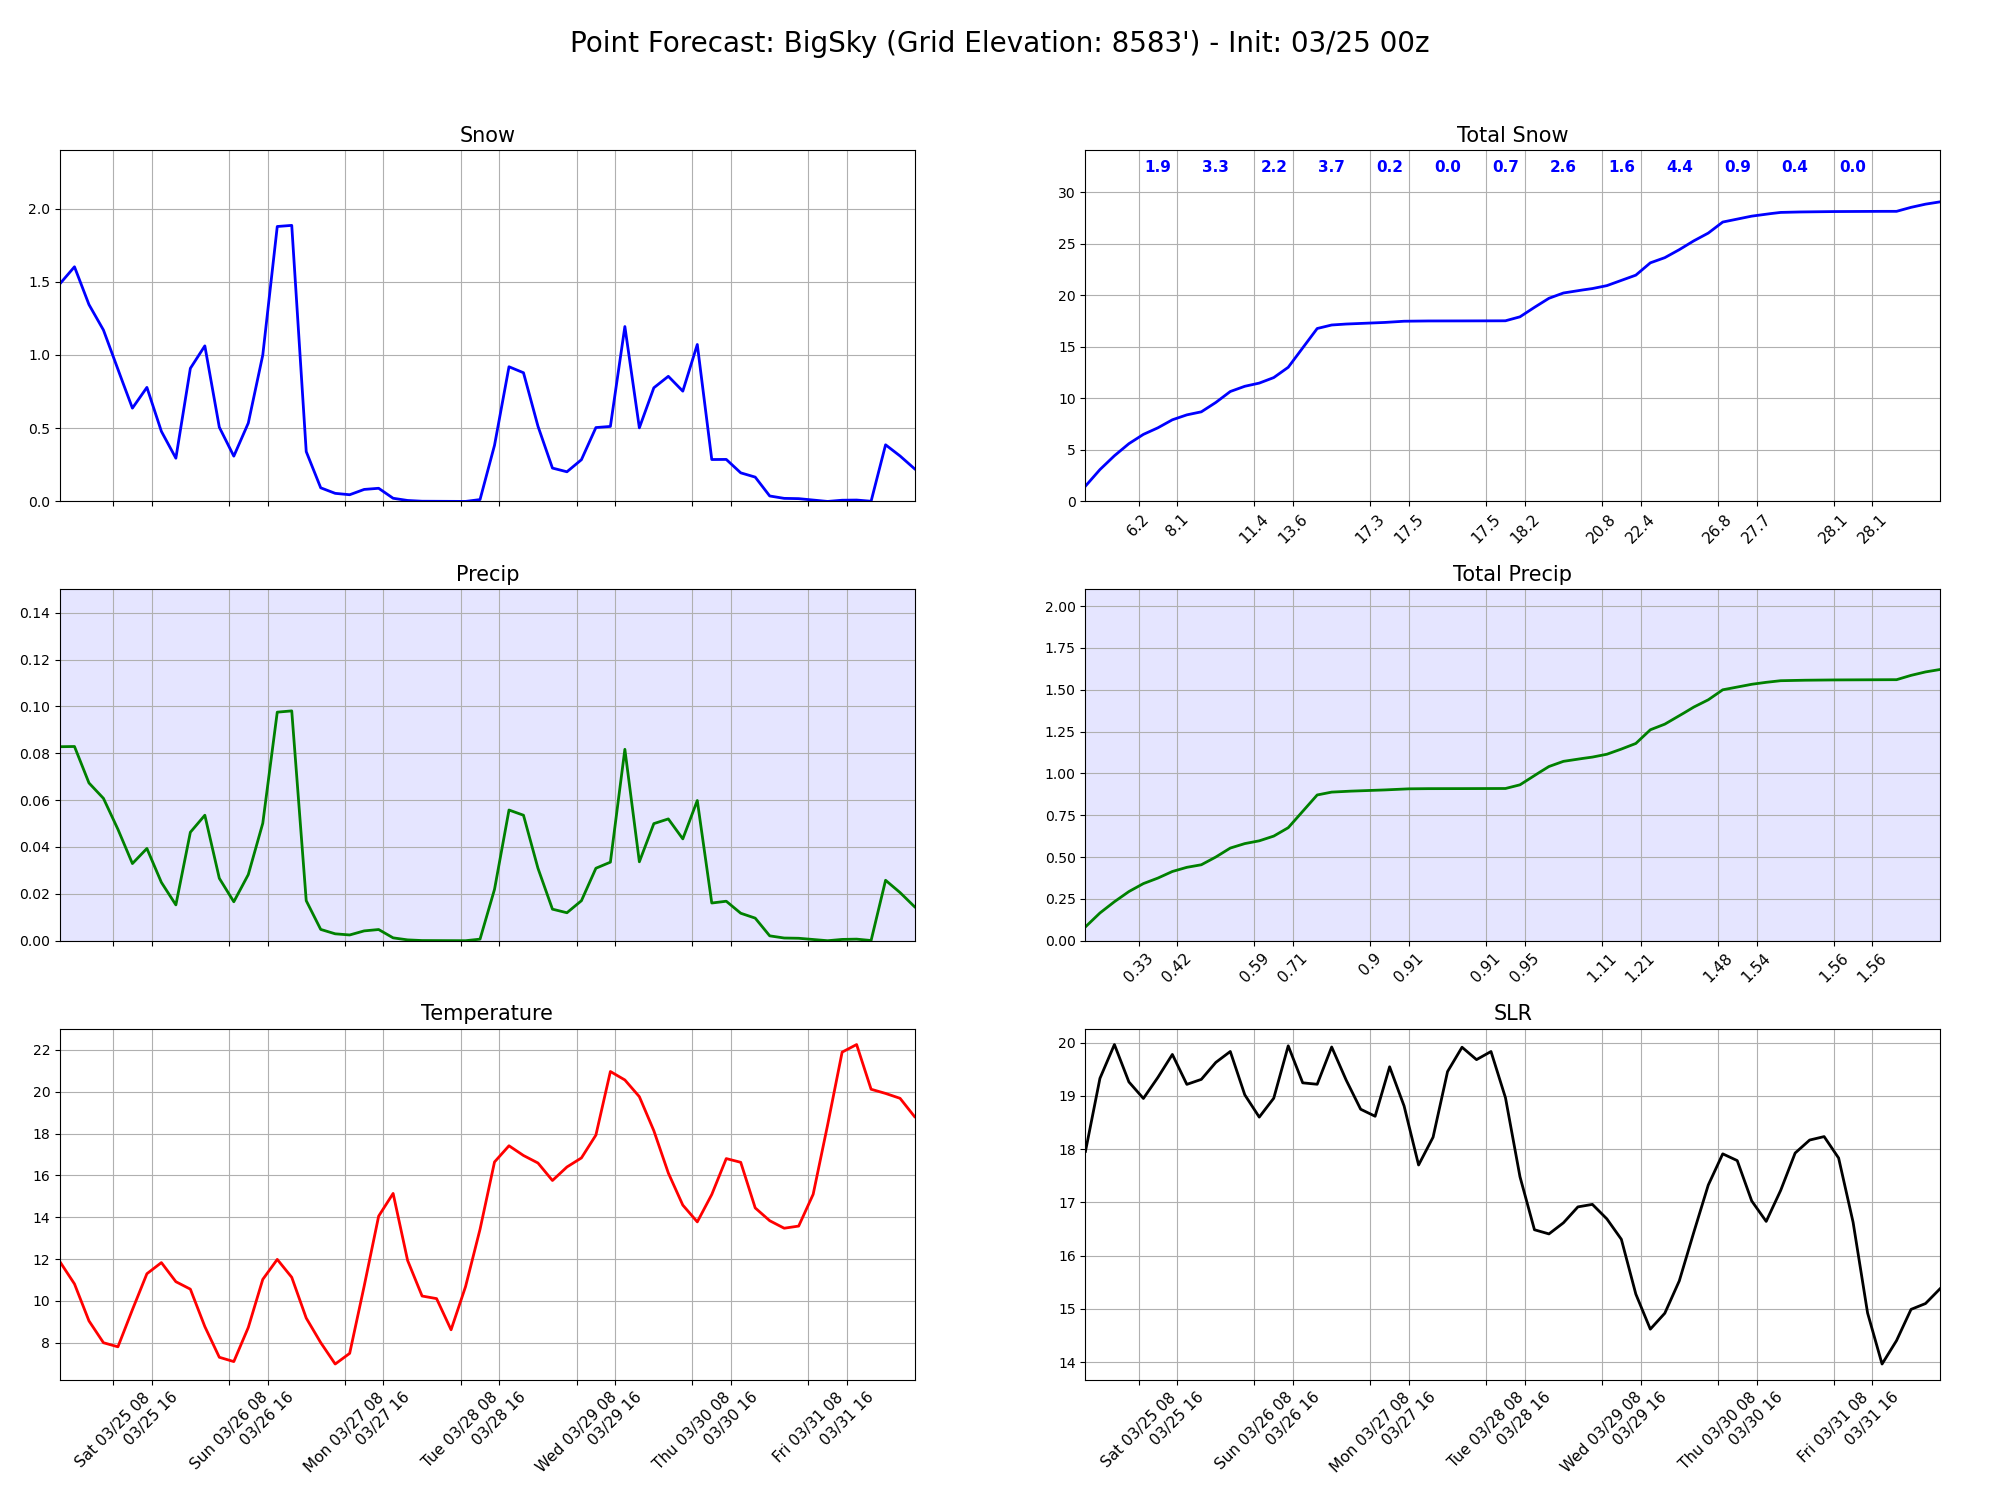 Point Forecast: BigSky (Grid Elevation: 8583') - Init: 03/25 00z
Snow
2.0
1.5
1.0
0.5
0.0
Total Snow
1.9 3.3 2.2 3.7 0.2 0.0 0.7 2.6 1.6 4.4 0.9 0.4 0.0
30
25
20
15
10
5
0
6.2 8.1 11.4 13.6 17.3 17.5 17.5 18.2 20.8 22.4 26.8 27.7 28.1 28.1
Precip
0.14
0.12
0.10
0.08
0.06
0.04
0.02
0.00
Total Precip
2.00
1.75
1.50
1.25
1.00
0.75
0.50
0.25
0.00
0.33 0.42 0.59 0.71 0.9 0.91 0.91 0.95 1.11 1.21 1.48 1.54 1.56 1.56
Temperature
22
20
18
16
14
12
10
8
Sat 03/25 08
03/25 16
Sun 03/26 08
03/26 16
Mon 03/27 08
03/27 16
Tue 03/28 08
03/28 16
Wed 03/29 08
03/29 16
Thu 03/30 08
03/30 16
Fri 03/31 08
03/31 16
SLR
20
19
18
17
16
15
14
Sat 03/25 08
03/25 16
Sun 03/26 08
03/26 16
Mon 03/27 08
03/27 16
Tue 03/28 08
03/28 16
Wed 03/29 08
03/29 16
Thu 03/30 08
03/30 16
Fri 03/31 08
03/31 16